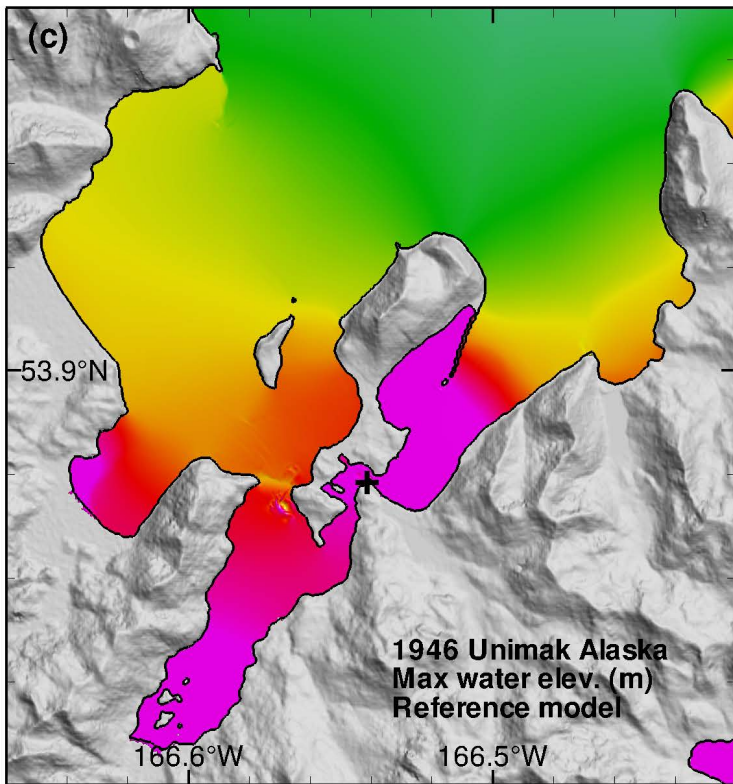 (c)
53.9°N
1946 Unimak Alaska
Max water elev. (m)
Reference model
166.6°W 166.5°W